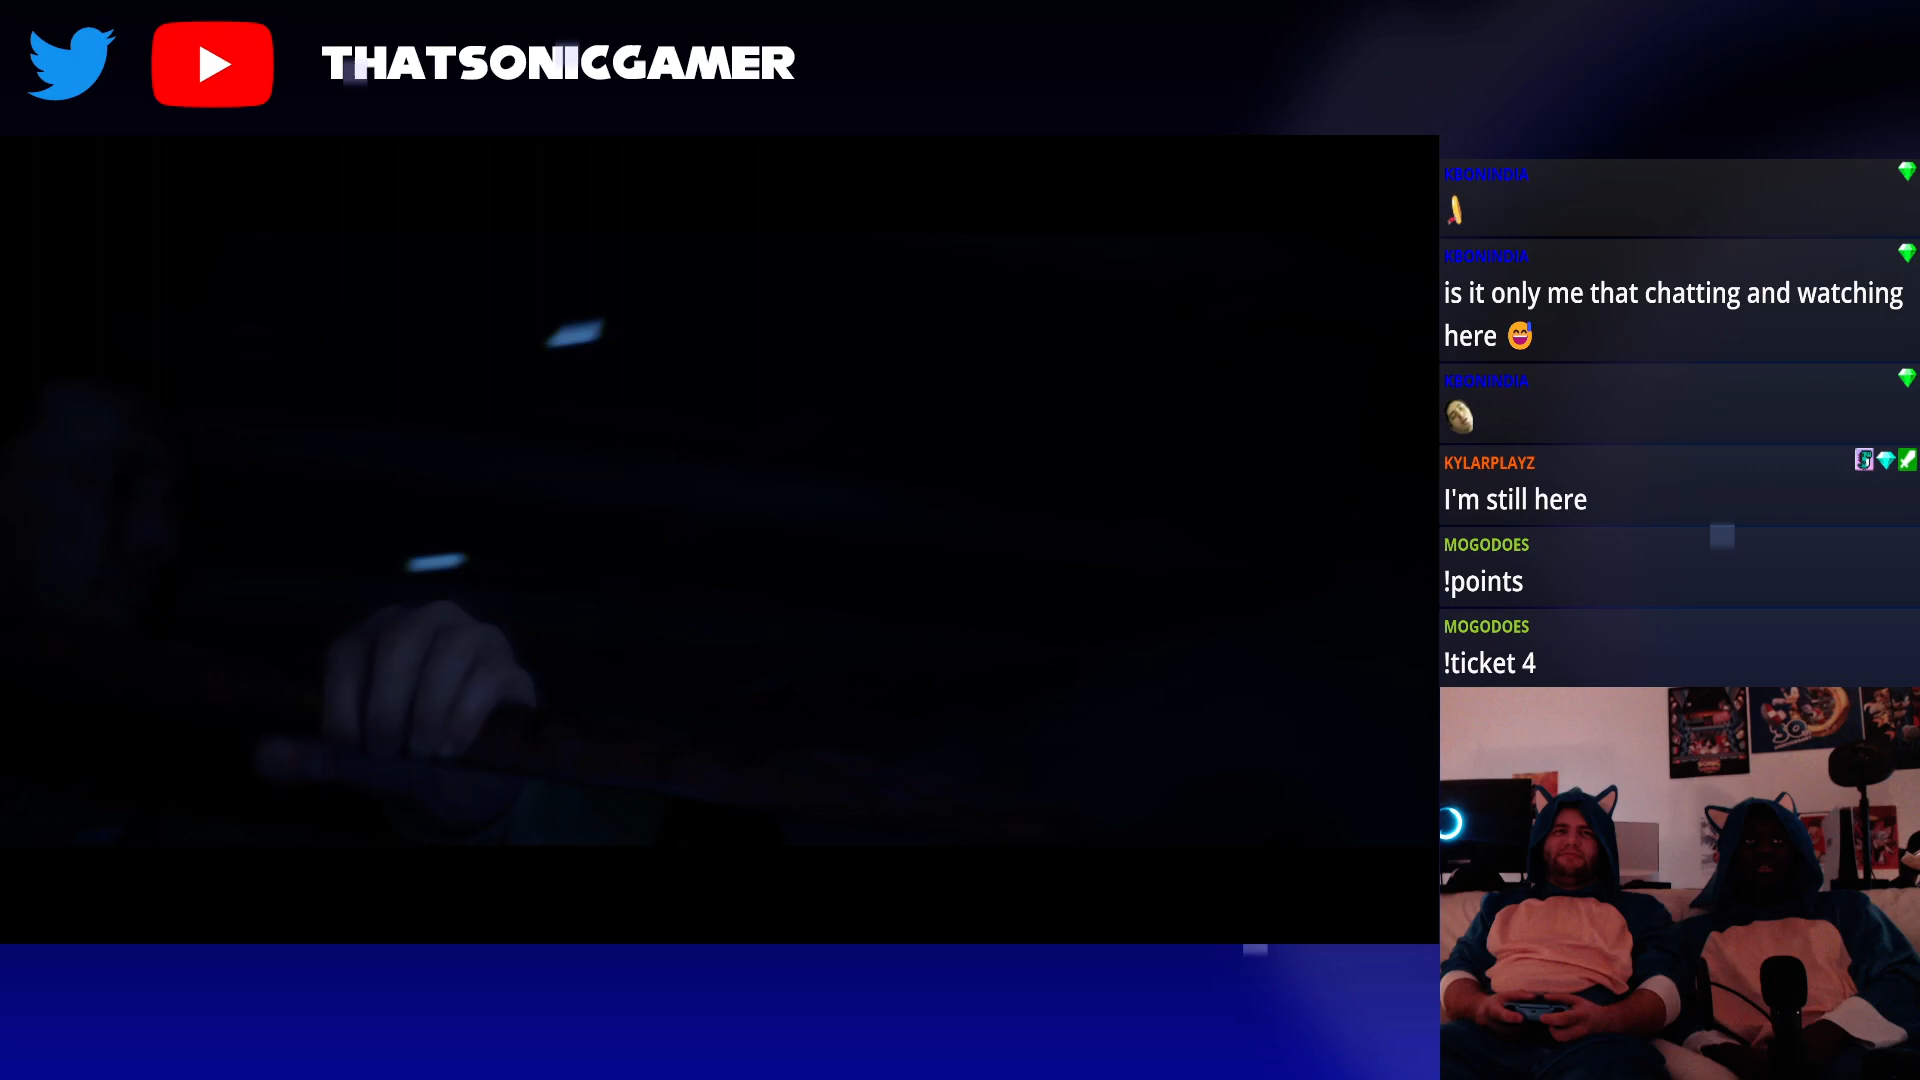 THATSONICGAMER
KBONINDIA
KBONINDIA
is it only me that chatting and watching
here
KBONINDIA
KYLARPLAYZ
I'm still here
MOGODOES
!points
MOGODOES
!ticket 4
30